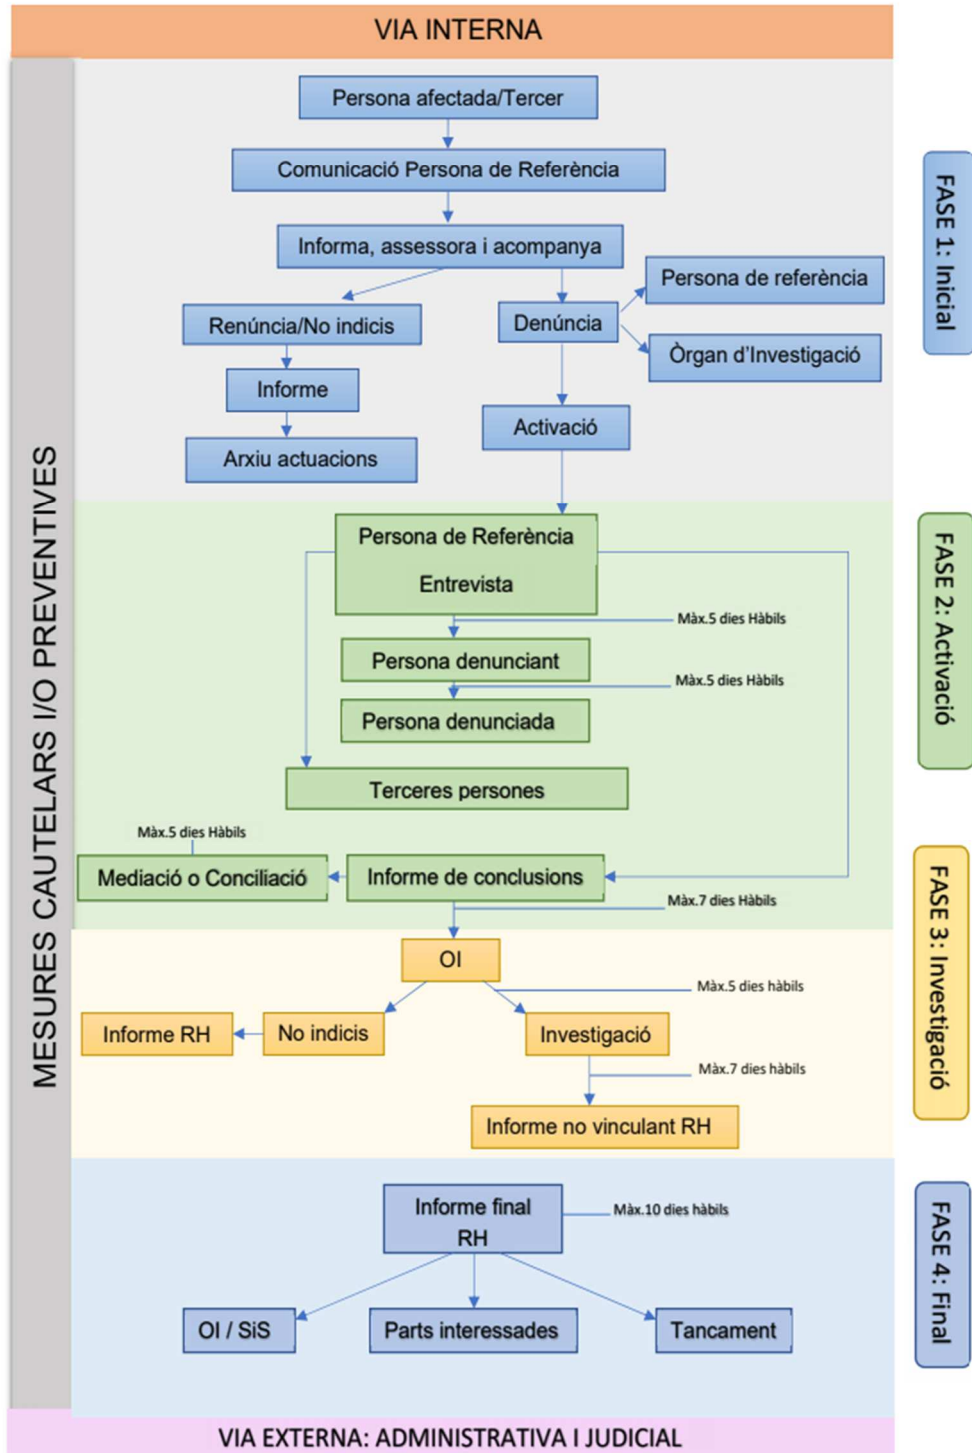 VIA INTERNA
MESURES CAUTELARS I/O PREVENTIVES
FASE 1: Inicial
Persona afectada/Tercer
Comunicació Persona de Referència
Informa, assessora i acompanya
Persona de referència
Renúncia/No indicis
Denúncia
Òrgan d'Investigació
Informe
Activació
Arxiu actuacions
FASE 2: Activació
Persona de Referència
Entrevista
Màx.5 dies Hàbils
Persona denunciant
Màx.5 dies Hàbils
Persona denunciada
Terceres persones
Màx.5 dies Hàbils
Mediació o Conciliació
Informe de conclusions
Màx.7 dies Hàbils
FASE 3: Investigació
OI
Màx.5 dies hàbils
Informe RH
No indicis
Investigació
Màx.7 dies hàbils
Informe no vinculant RH
FASE 4: Final
Informe final
RH
Màx.10 dies hàbils
OI / SiS
Parts interessades
Tancament
VIA EXTERNA: ADMINISTRATIVA I JUDICIAL